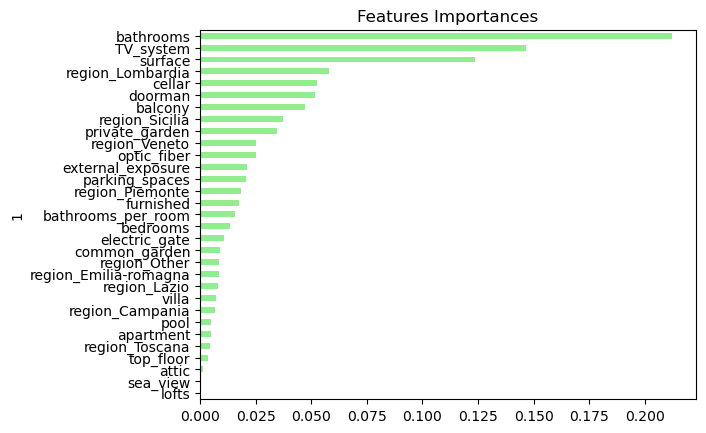 Features Importances
bathrooms
TV_system
surface
region_Lombardia
cellar
doorman
balcony
region_Sicilia
private_garden
region_Veneto
optic_fiber
external_exposure
parking_spaces
region_Piemonte
furnished
bathrooms_per_room
bedrooms
electric_gate
common_garden
region_Other
region_Emilia-romagna
region_Lazio
villa
region_Campania
pool
apartment
region_Toscana
top_floor
attic
sea_view
lofts
1
0.000 0.025 0.050 0.075 0.100 0.125 0.150 0.175 0.200